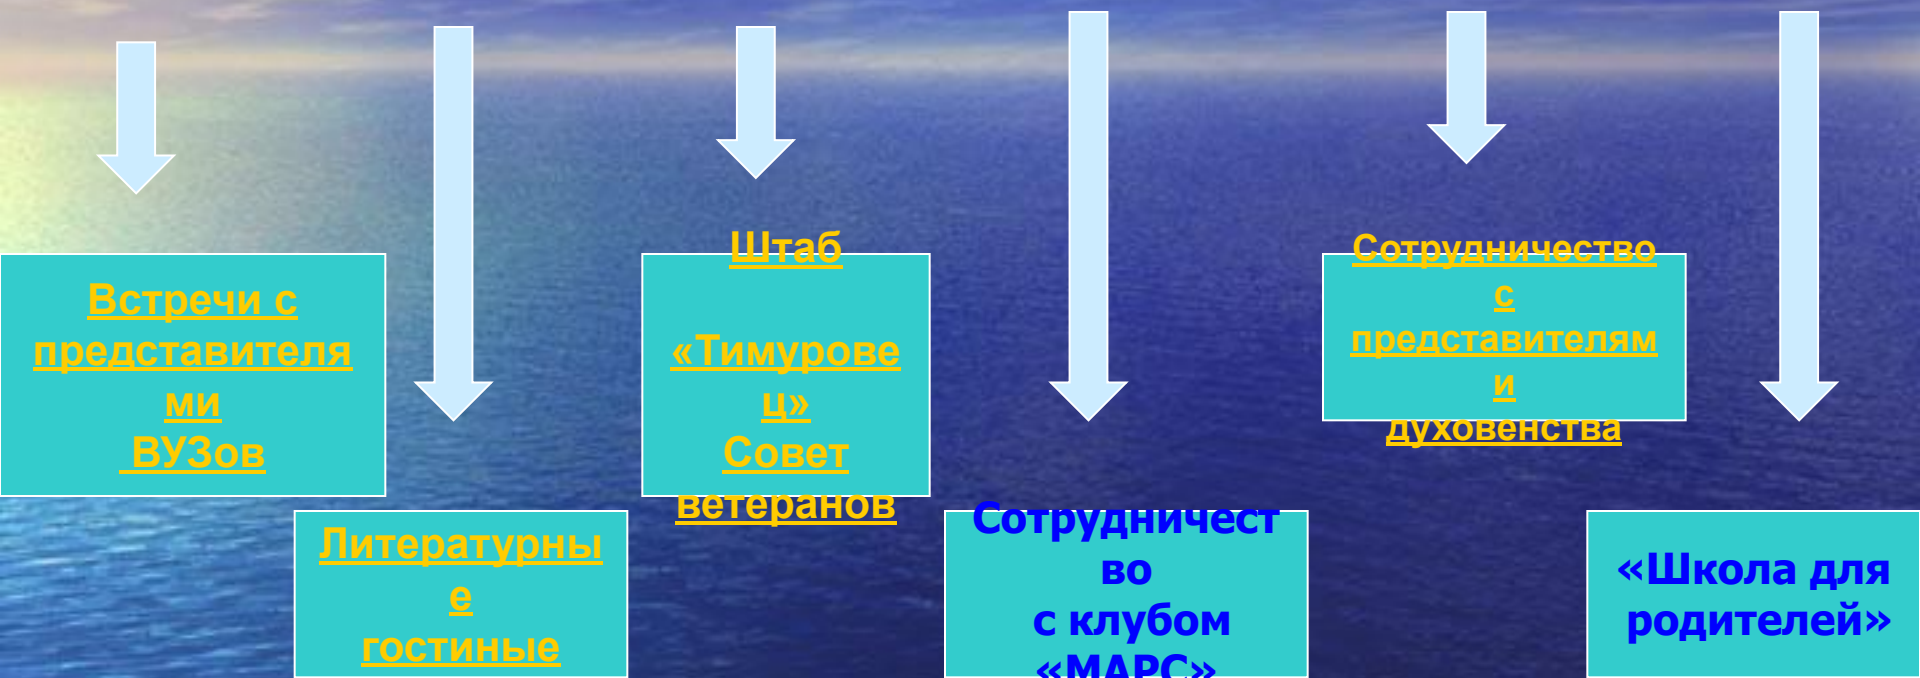 Встречи с
представителя
ми
ВУЗов
Литературны
е
гостиные
Штаб
«Тимурове
ц»
Совет
ветеранов
Сотрудничест
во
с клубом
«МАРС»
Сотрудничество
с
представителям
и
духовенства
«Школа для
родителей»